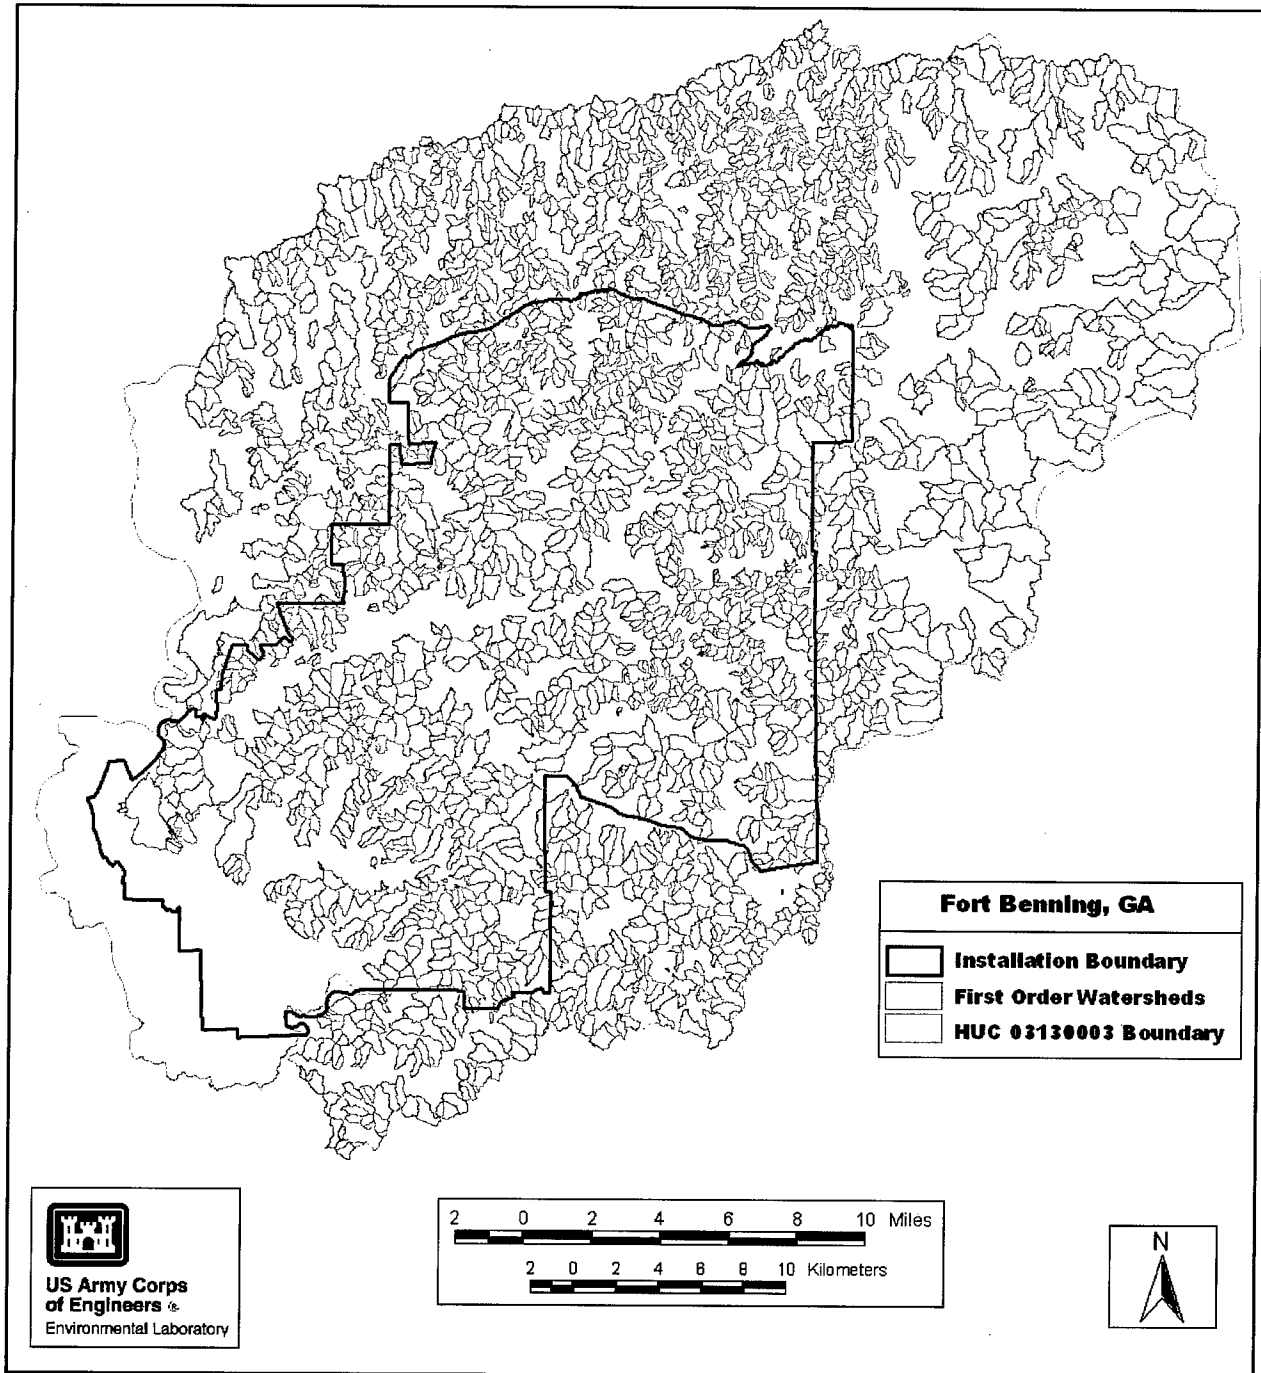 Fort Benning, GA
Installation Boundary
First Order Watersheds
HUC 03130003 Boundary
US Army Corps
of Engineers ®
Environmental Laboratory
2 0 2 4 6 8 10 Miles
2 0 2 4 6 8 10 Kilometers
N